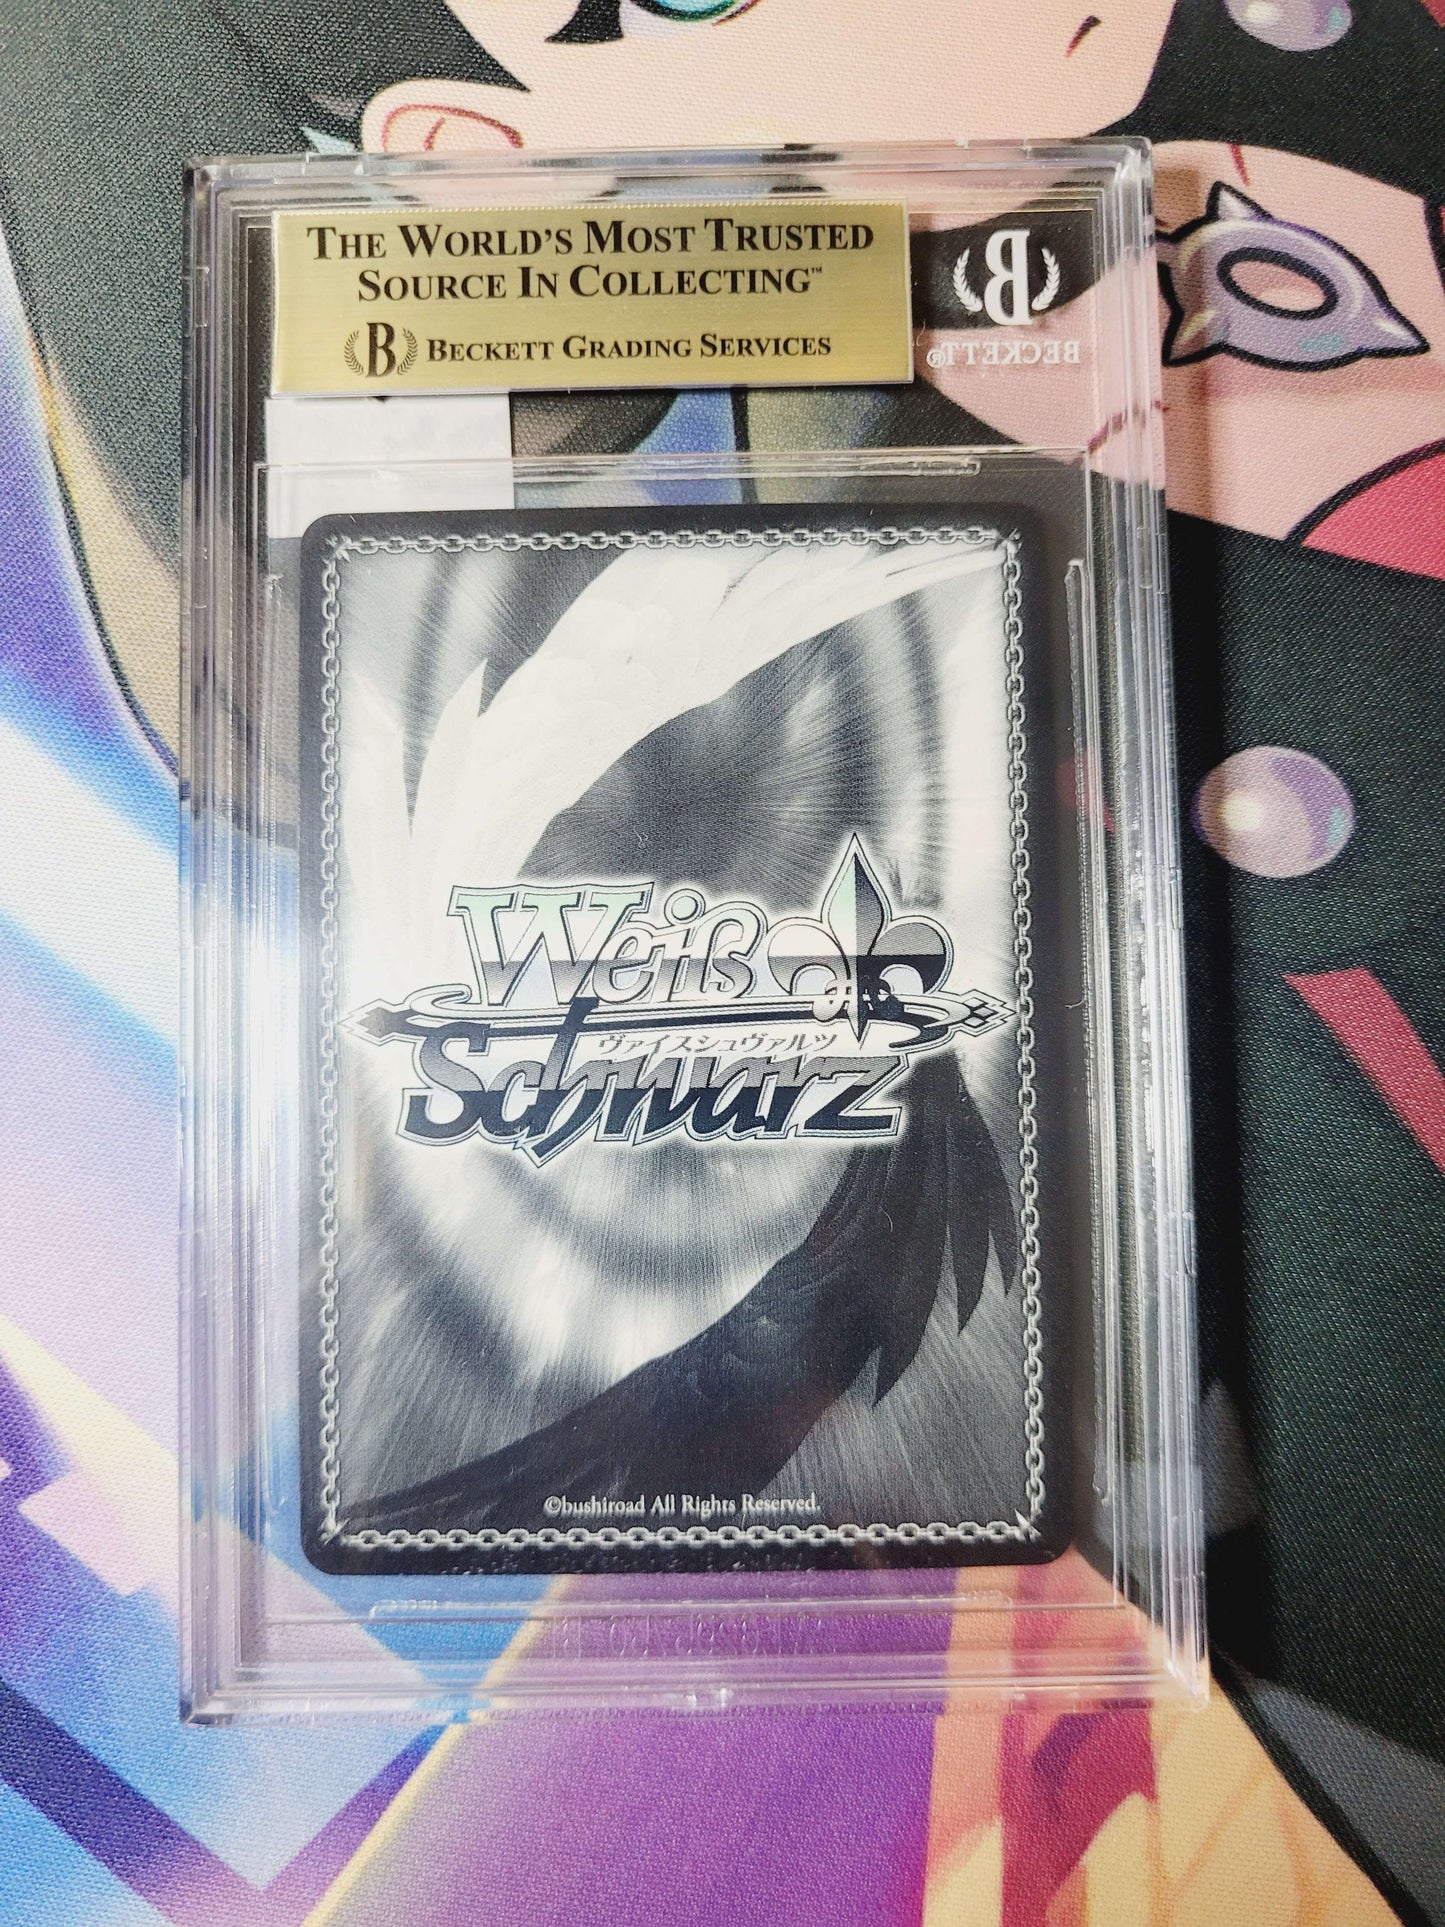 THE WORLD'S MOST TRUSTED
SOURCE IN COLLECTING™
B BECKETT GRADING SERVICES
B
BECKETT®
Weiß
ヴァイスシュヴァルツ
Schwarz
©bushiroad All Rights Reserved.